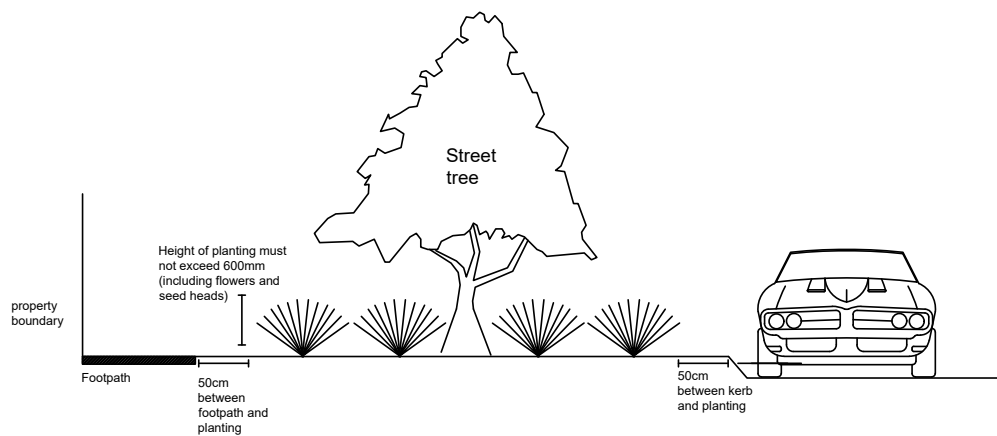 Street
tree
Height of planting must
not exceed 600mm
(including flowers and
seed heads)
property
boundary
Footpath
50cm
between
footpath and
planting
50cm
between kerb
and planting